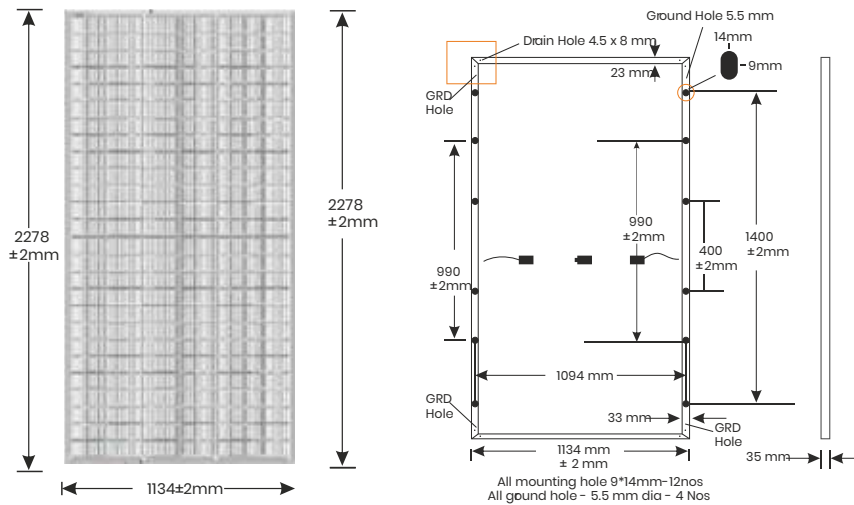 2278
±2mm
1134±2mm
2278
±2mm
Ground Hole 5.5 mm
Drain Hole 4.5 x 8 mm
14mm
9mm
23 mm
GRD
Hole
990
±2mm
990
±2mm
400
±2mm
1400
±2mm
1094 mm
GRD
Hole
33 mm
GRD
Hole
1134 mm
± 2 mm
35 mm
All mounting hole 9*14mm-12nos
All ground hole - 5.5 mm dia - 4 Nos